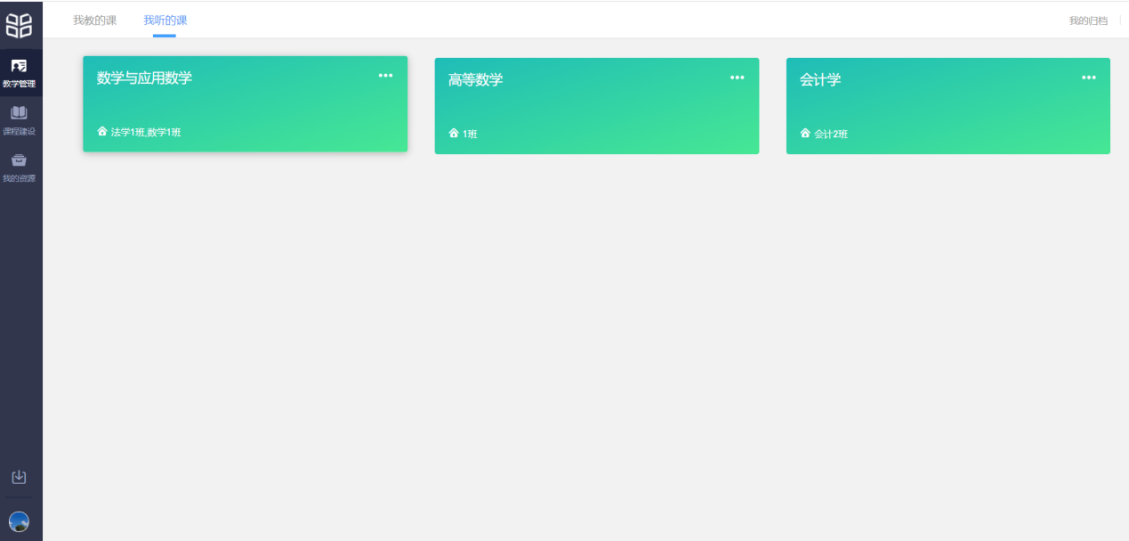 我教的课 我听的课 我的归档
教学管理
课程建设
我的资源
数学与应用数学
法学1班,数学1班
高等数学
1班
会计学
会计2班